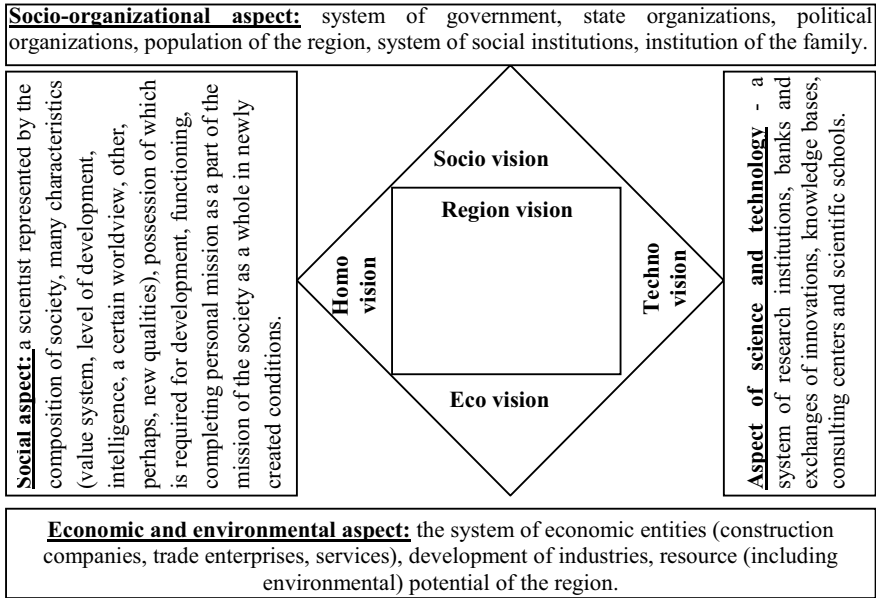 Socio-organizational aspect: system of government, state organizations, political
organizations, population of the region, system of social institutions, institution of the family.
Social aspect: a scientist represented by the
composition of society, many characteristics
(value system, level of development,
intelligence, a certain worldview, other,
perhaps, new qualities), possession of which
is required for development, functioning,
completing personal mission as a part of the
mission of the society as a whole in newly
created conditions.
Socio vision
Region vision
Homo
vision
Techno
vision
Eco vision
Aspect of science and technology - a
system of research institutions, banks and
exchanges of innovations, knowledge bases,
consulting centers and scientific schools.
Economic and environmental aspect: the system of economic entities (construction
companies, trade enterprises, services), development of industries, resource (including
environmental) potential of the region.